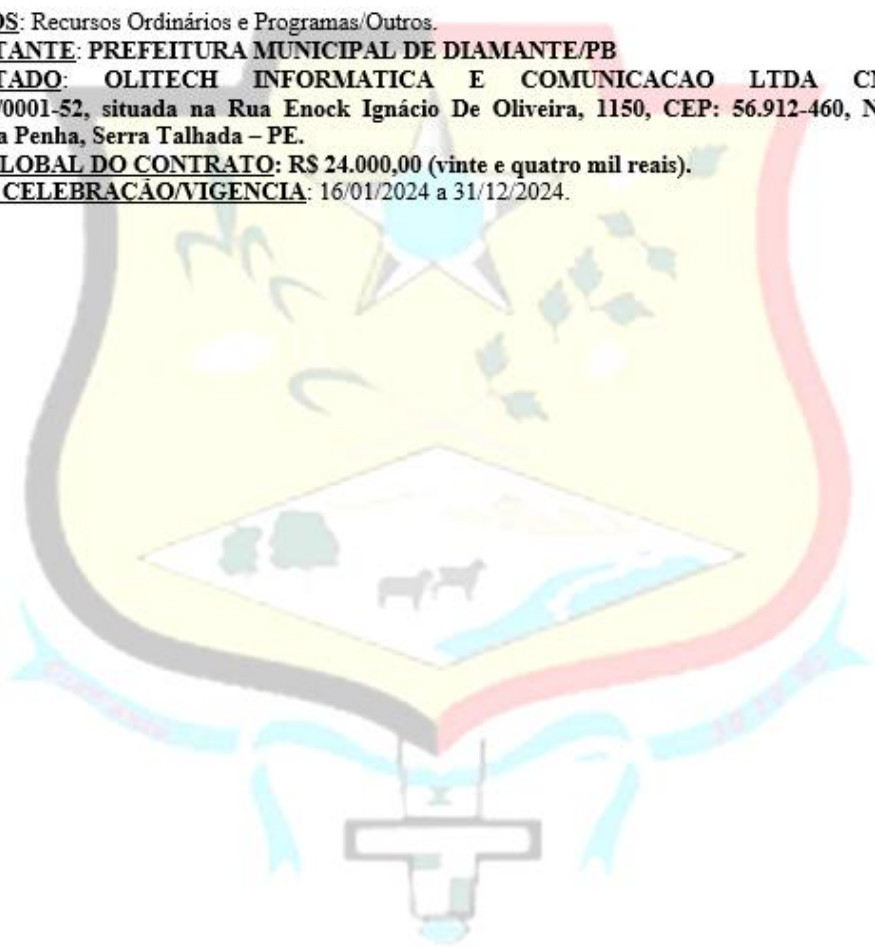 OS: Recursos Ordinários e Programas/Outros.
TANTE: PREFEITURA MUNICIPAL DE DIAMANTE/PB
TADO: OLITECH INFORMATICA E COMUNICACAO LTDA CN
/0001-52, situada na Rua Enock Ignácio De Oliveira, 1150, CEP: 56.912-460, N
a Penha, Serra Talhada – PE.
LOBAL DO CONTRATO: R$ 24.000,00 (vinte e quatro mil reais).
CELEBRAÇÃO/VIGENCIA: 16/01/2024 a 31/12/2024.